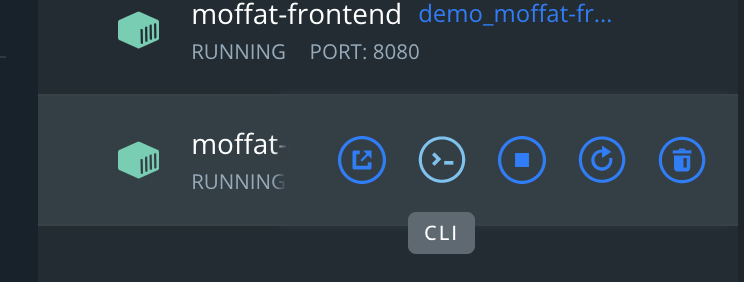 moffat-frontend demo_moffat-fr...
RUNNING PORT: 8080
moffat-
RUNNING
CLI